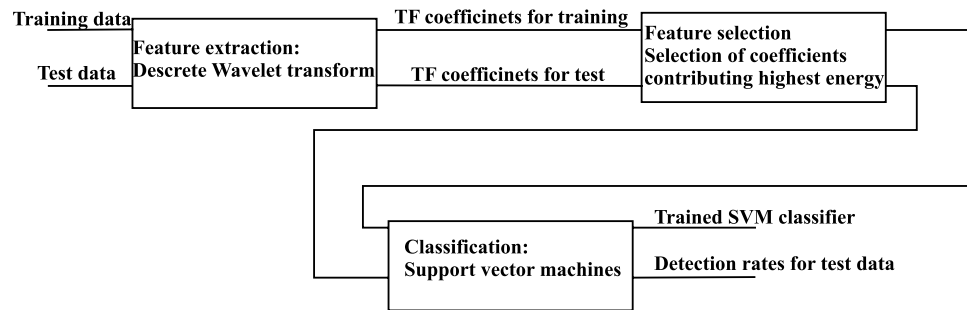 Training data
TF coefficinets for training
Feature extraction:
Descrete Wavelet transform
Test data
TF coefficinets for test
Feature selection
Selection of coefficients
contributing highest energy
Classification:
Support vector machines
Trained SVM classifier
Detection rates for test data